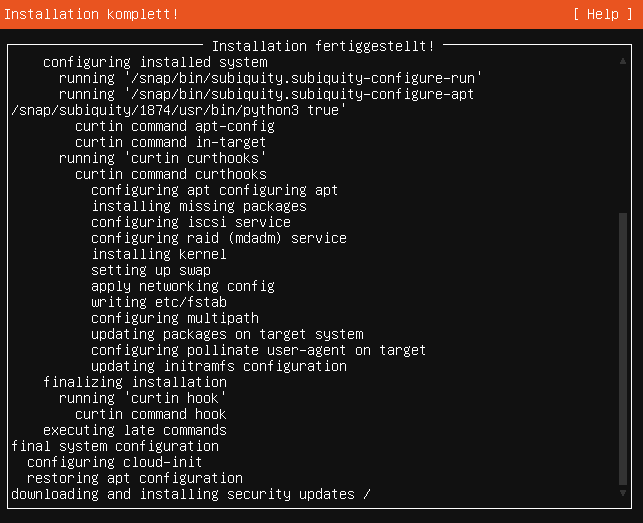 Installation komplett! [ Help ]
Installation fertiggestellt!
configuring installed system
running '/snap/bin/subiquity.subiquity-configure-run'
running '/snap/bin/subiquity.subiquity-configure-apt
/snap/subiquity/1874/usr/bin/python3 true'
curtin command apt-config
curtin command in-target
running 'curtin curthooks'
curtin command curthooks
configuring apt configuring apt
installing missing packages
configuring iscsi service
configuring raid (mdadm) service
installing kernel
setting up swap
apply networking config
writing etc/fstab
configuring multipath
updating packages on target system
configuring pollinate user-agent on target
updating initramfs configuration
finalizing installation
running 'curtin hook'
curtin command hook
executing late commands
final system configuration
configuring cloud-init
restoring apt configuration
downloading and installing security updates /